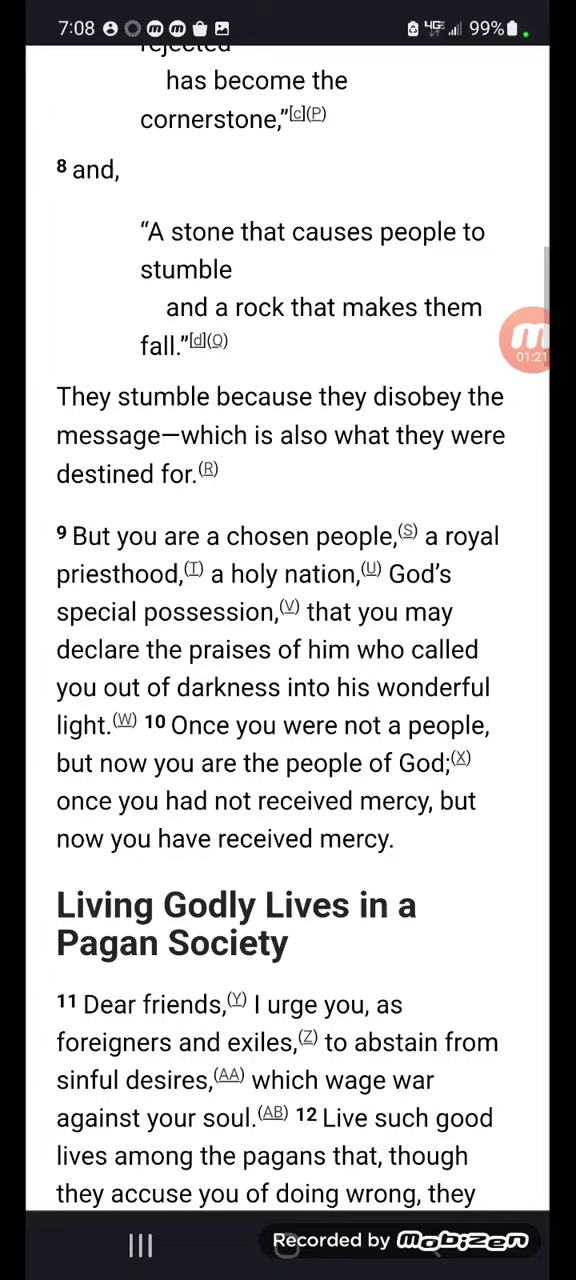 7:08 4G 99%
rejected
has become the
cornerstone,”[c](P)
8 and,
“A stone that causes people to
stumble
and a rock that makes them
fall.”[d](Q)
m
01:21
They stumble because they disobey the
message—which is also what they were
destined for.(R)
9 But you are a chosen people,(S) a royal
priesthood,(T) a holy nation,(U) God’s
special possession,(V) that you may
declare the praises of him who called
you out of darkness into his wonderful
light.(W) 10 Once you were not a people,
but now you are the people of God;(X)
once you had not received mercy, but
now you have received mercy.
Living Godly Lives in a
Pagan Society
11 Dear friends,(Y) I urge you, as
foreigners and exiles,(Z) to abstain from
sinful desires,(AA) which wage war
against your soul.(AB) 12 Live such good
lives among the pagans that, though
they accuse you of doing wrong, they
Recorded by mobizen